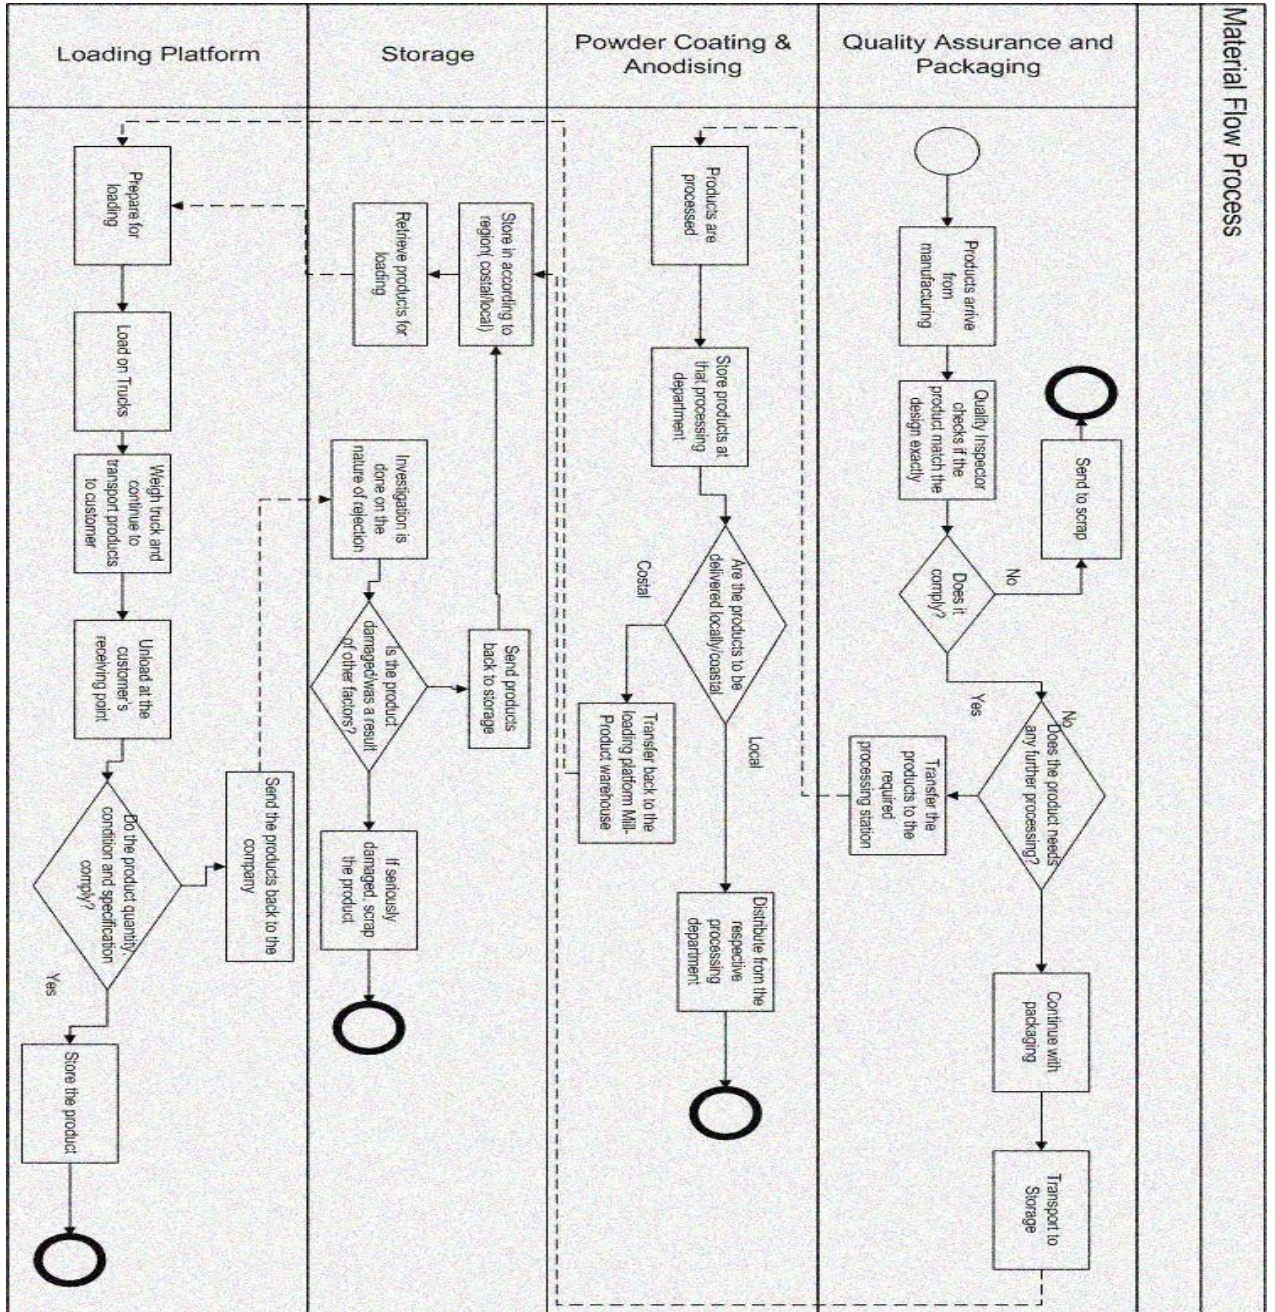 Material Flow Process
Quality Assurance and
Packaging
Products arrive
from
manufacturing
Quality Inspector
checks if the
product match the
design exactly
Does it
comply?
No
Send to scrap
Yes
No
Does the product needs
any further processing?
Transfer the
products to the
required
processing station
Continue with
packaging
Transport to
Storage
Powder Coating &
Anodising
Products are
processed
Store products at
that processing
department
Are the products to be
delivered locally/coastal
Costal
Local
Transfer back to the
loading platform Mill-
Product warehouse
Distribute from the
respective
processing
department
Storage
Store in according to
region( costal/local)
Retrieve products for
loading
Investigation is
done on the
nature of rejection
Is the product
damaged/was a result
of other factors?
Send products
back to storage
If seriously
damaged, scrap
the product
Loading Platform
Prepare for
loading
Load on Trucks
Weigh truck and
continue to
transport products
to customer
Unload at the
customer's
receiving point
Do the product quantity,
condition and specification
comply?
Send the products back to the
company
Yes
Store the product